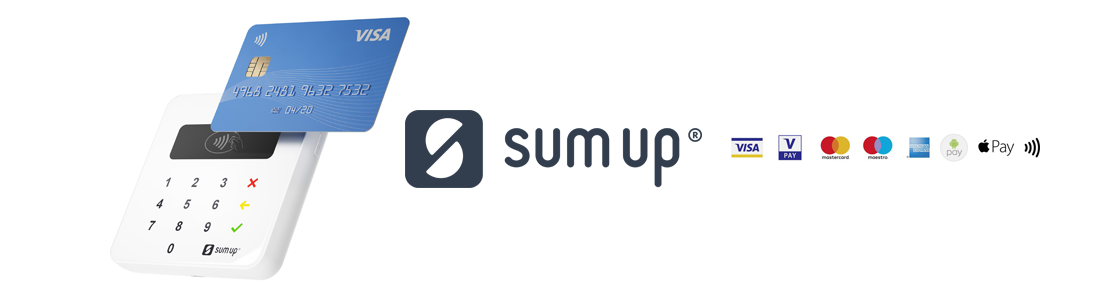 VISA
4968 2481 9632 7532
04/20
1 2 3
4 5 6
7 8 9
0 sum up®
sum up®
VISA
V PAY
mastercard
maestro
AMERICAN EXPRESS
pay
Pay